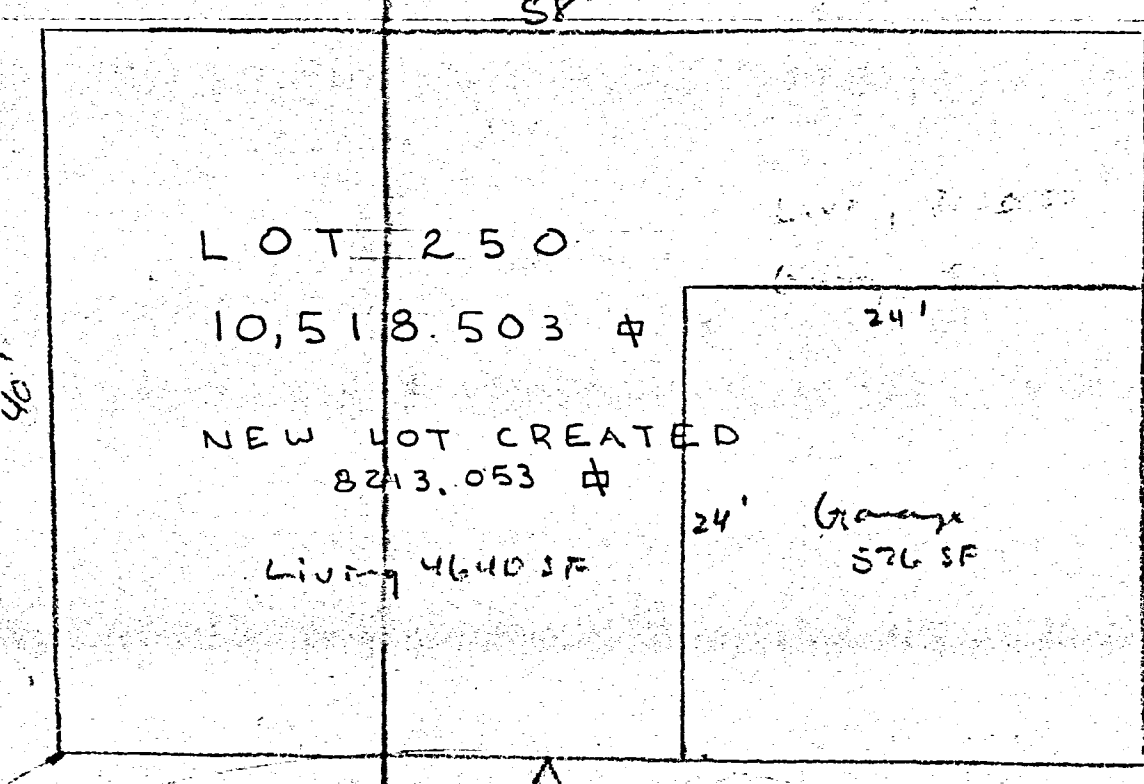 58
LOT 250
10,518.503 ⌽
24'
40'
NEW LOT CREATED
8213.053 ⌽
24'
Garage
576 SF
Living 4640 SF